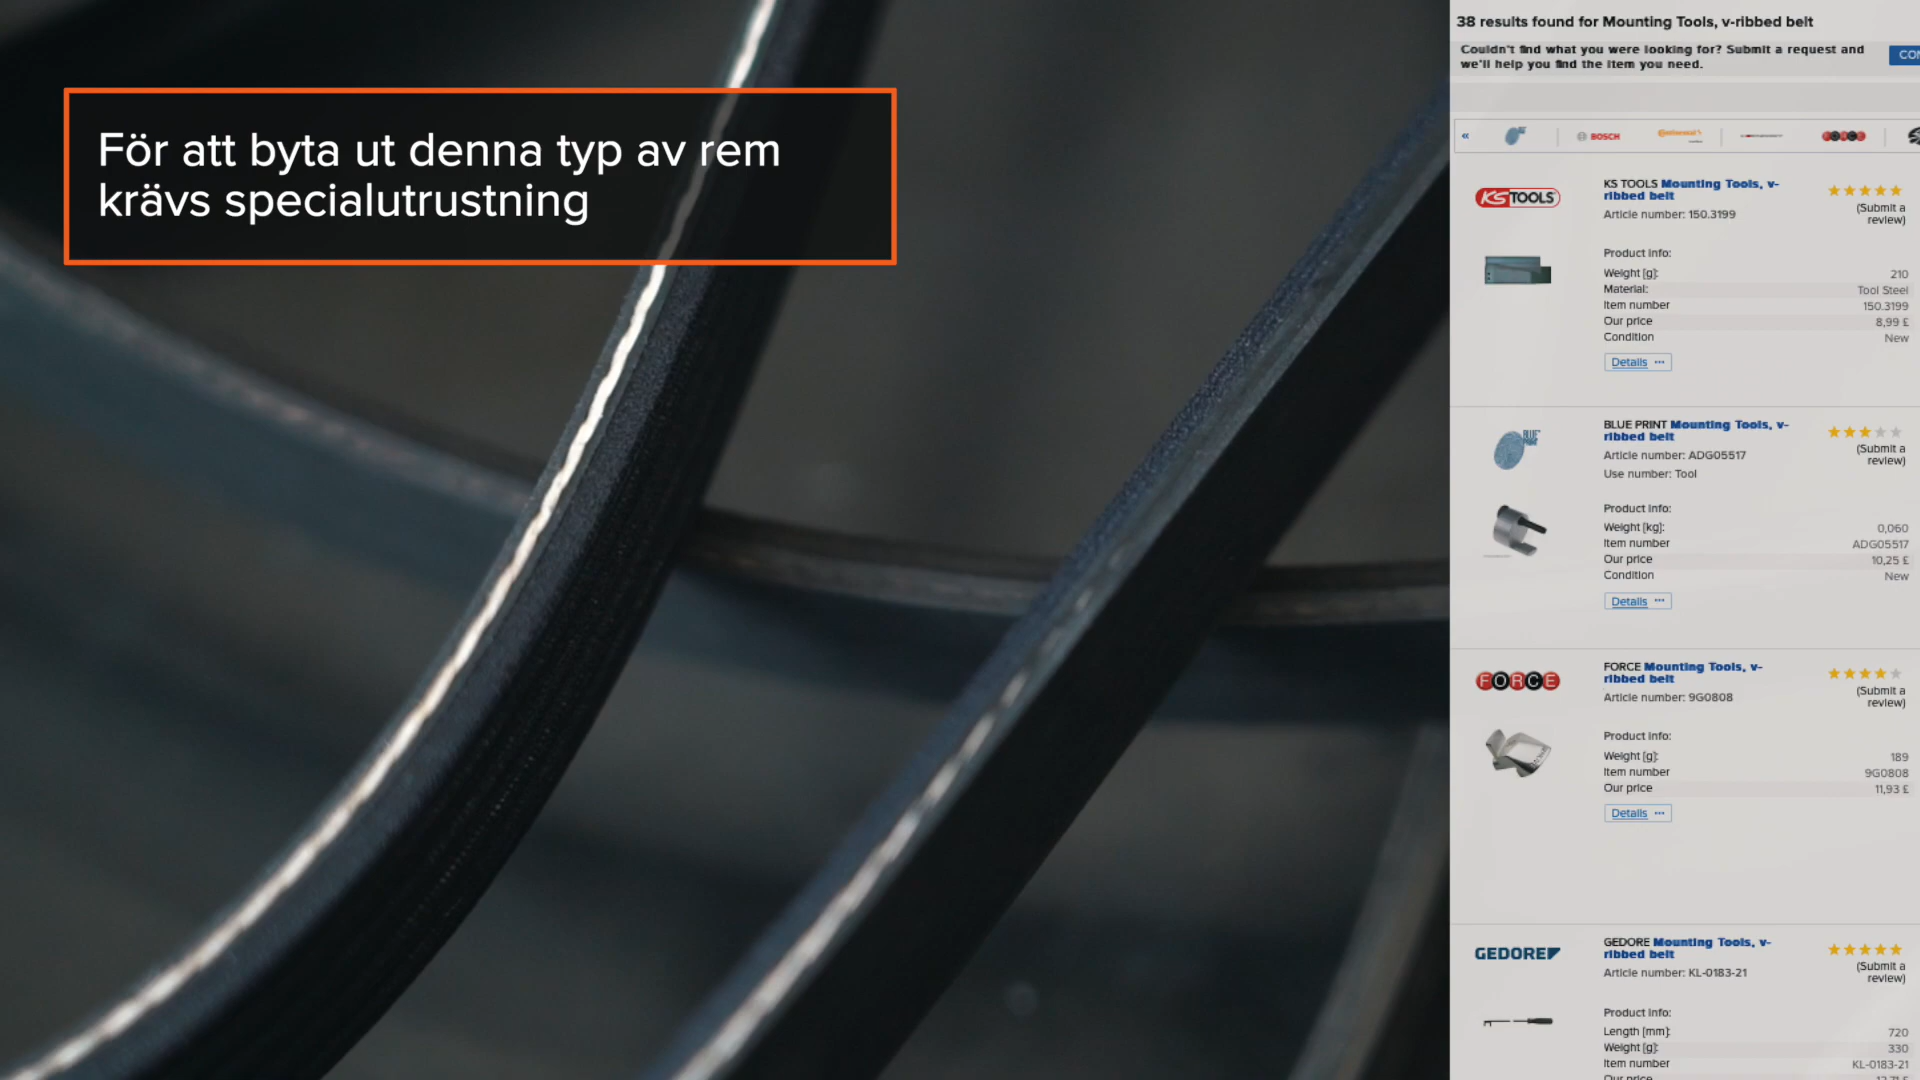 För att byta ut denna typ av rem
krävs specialutrustning
38 results found for Mounting Tools, v-ribbed belt
Couldn't find what you were looking for? Submit a request and
we'll help you find the item you need.
«
BOSCH
Continental
FORCE
KS TOOLS
KS TOOLS Mounting Tools, v-
ribbed belt
Article number: 150.3199
(Submit a
review)
Product info:
Weight [g]: 210
Material: Tool Steel
Item number 150.3199
Our price 8,99 £
Condition New
Details ···
BLUE PRINT
BLUE PRINT Mounting Tools, v-
ribbed belt
Article number: ADG05517
Use number: Tool
(Submit a
review)
Product info:
Weight [kg]: 0,060
Item number ADG05517
Our price 10,25 £
Condition New
Details ···
FORCE
FORCE Mounting Tools, v-
ribbed belt
Article number: 9G0808
(Submit a
review)
Product info:
Weight [g]: 189
Item number 9G0808
Our price 11,93 £
Details ···
GEDORE
GEDORE Mounting Tools, v-
ribbed belt
Article number: KL-0183-21
(Submit a
review)
Product info:
Length [mm]: 720
Weight [g]: 330
Item number KL-0183-21
Our price